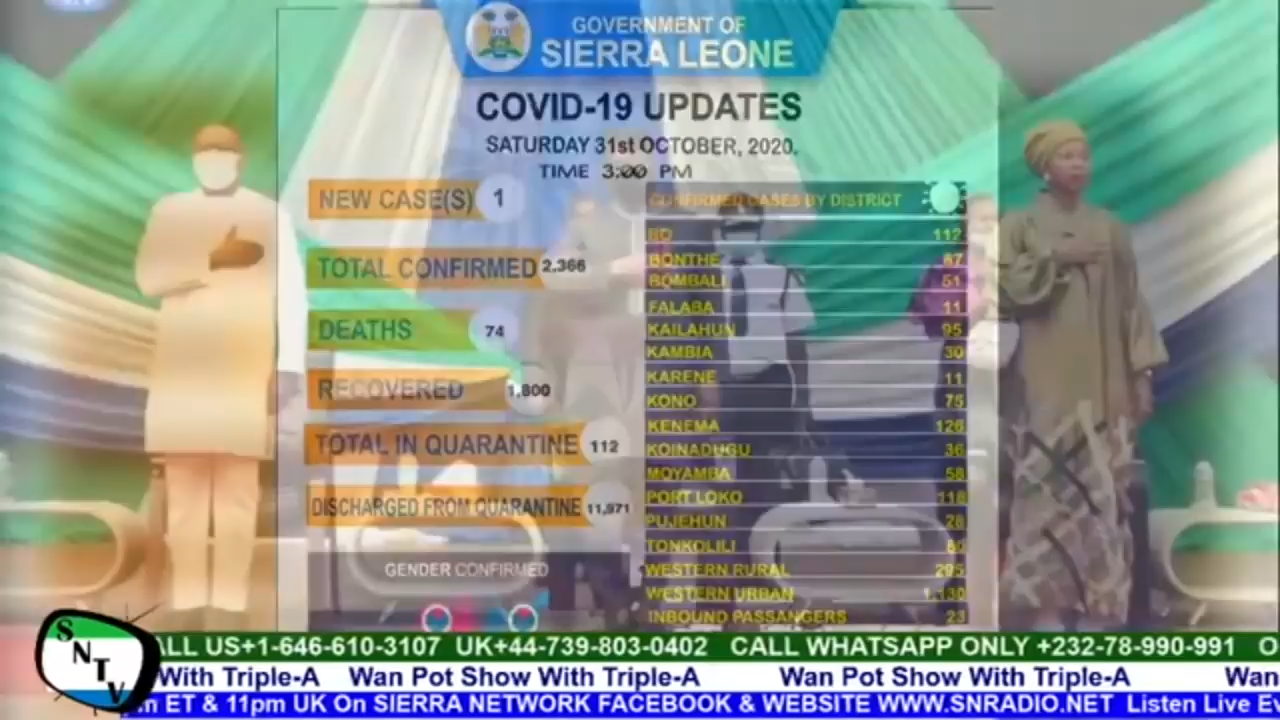 GOVERNMENT OF
SIERRA LEONE
COVID-19 UPDATES
SATURDAY 31st OCTOBER, 2020.
TIME 3:00 PM
NEW CASE(S) 1
TOTAL CONFIRMED 2,366
DEATHS 74
RECOVERED 1,800
TOTAL IN QUARANTINE 112
DISCHARGED FROM QUARANTINE 11,971
GENDER CONFIRMED
CONFIRMED CASES BY DISTRICT
BO 112
BONTHE 87
BOMBALI 51
FALABA 11
KAILAHUN 95
KAMBIA 30
KARENE 11
KONO 75
KENEMA 126
KOINADUGU 36
MOYAMBA 58
PORT LOKO 118
PUJEHUN 28
TONKOLILI
WESTERN RURAL 295
WESTERN URBAN 1,130
INBOUND PASSANGERS 23
SNTV
ALL US+1-646-610-3107 UK+44-739-803-0402 CALL WHATSAPP ONLY +232-78-990-991 O
With Triple-A Wan Pot Show With Triple-A Wan Pot Show With Triple-A Wan
ET & 11pm UK On SIERRA NETWORK FACEBOOK & WEBSITE WWW.SNRADIO.NET Listen Live Ev